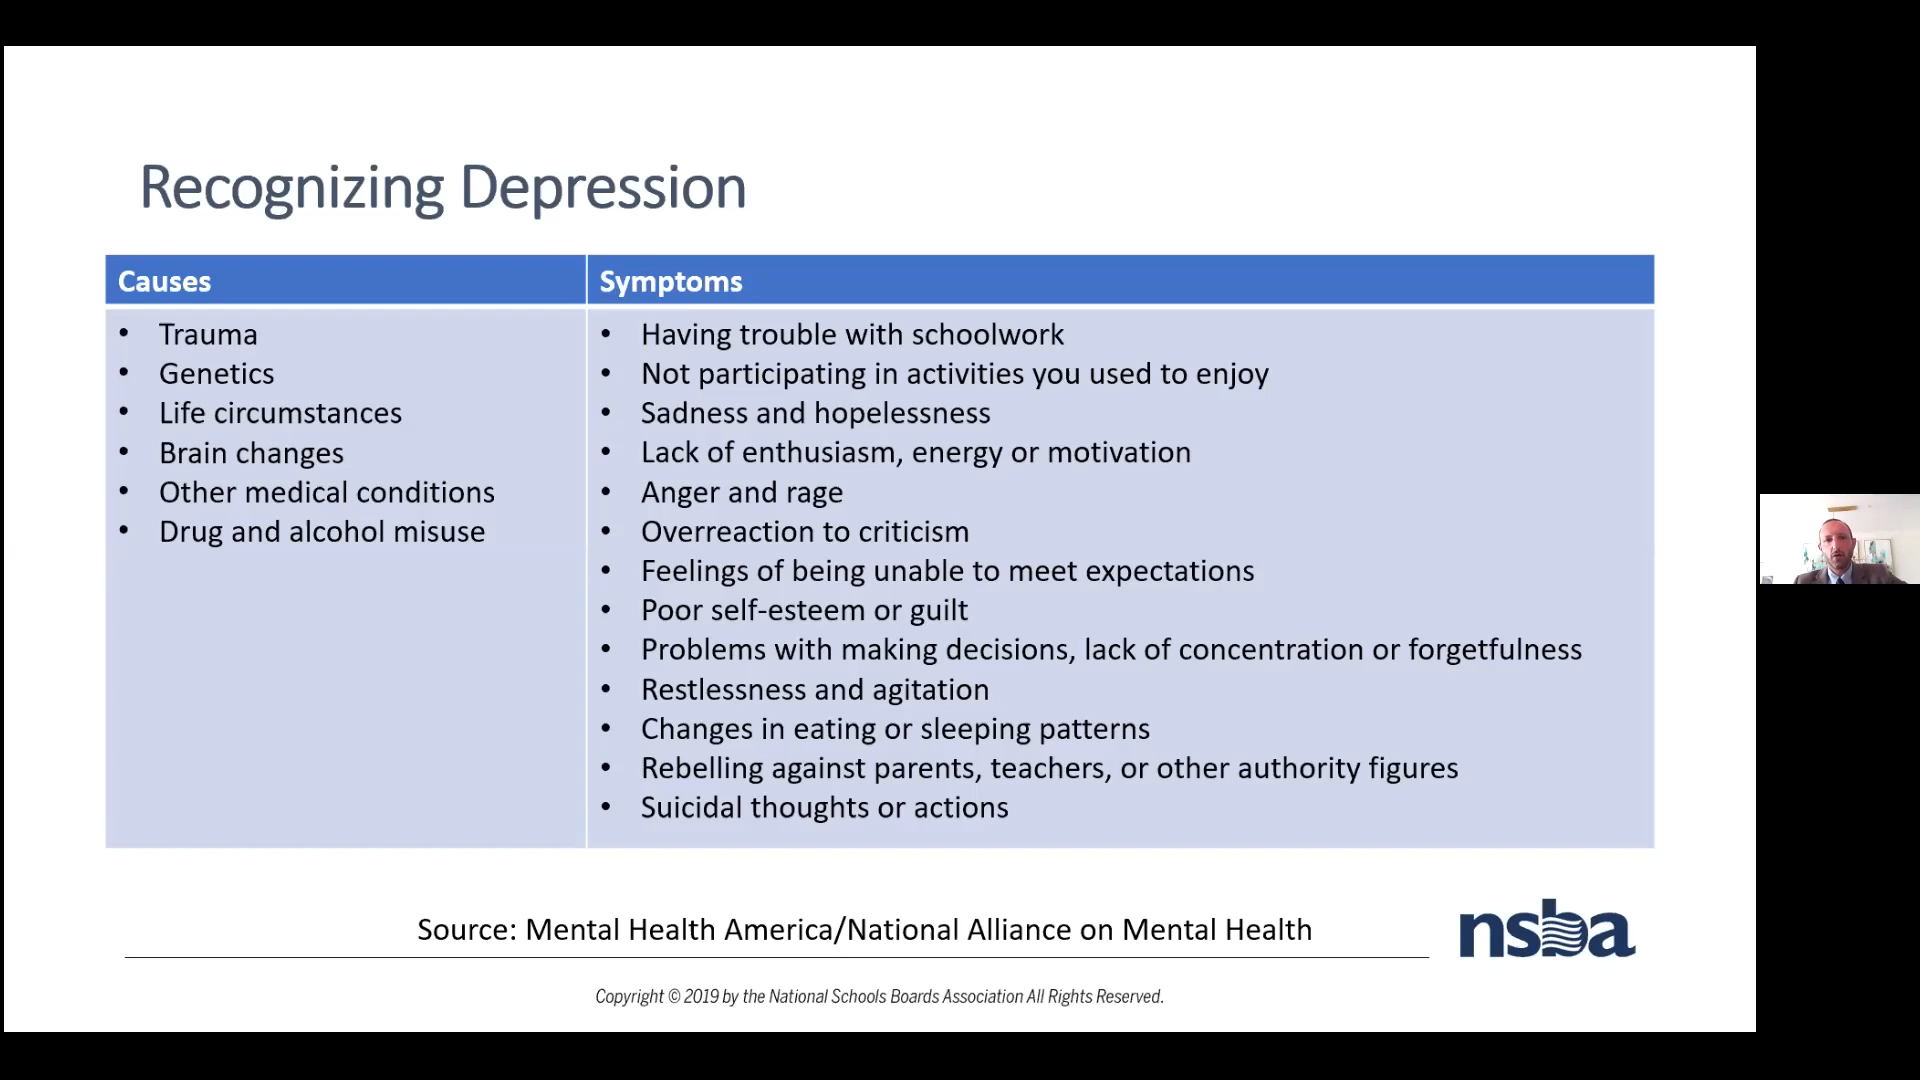 Recognizing Depression
Causes
• Trauma
• Genetics
• Life circumstances
• Brain changes
• Other medical conditions
• Drug and alcohol misuse
Symptoms
• Having trouble with schoolwork
• Not participating in activities you used to enjoy
• Sadness and hopelessness
• Lack of enthusiasm, energy or motivation
• Anger and rage
• Overreaction to criticism
• Feelings of being unable to meet expectations
• Poor self-esteem or guilt
• Problems with making decisions, lack of concentration or forgetfulness
• Restlessness and agitation
• Changes in eating or sleeping patterns
• Rebelling against parents, teachers, or other authority figures
• Suicidal thoughts or actions
Source: Mental Health America/National Alliance on Mental Health
nsba
Copyright © 2019 by the National Schools Boards Association All Rights Reserved.